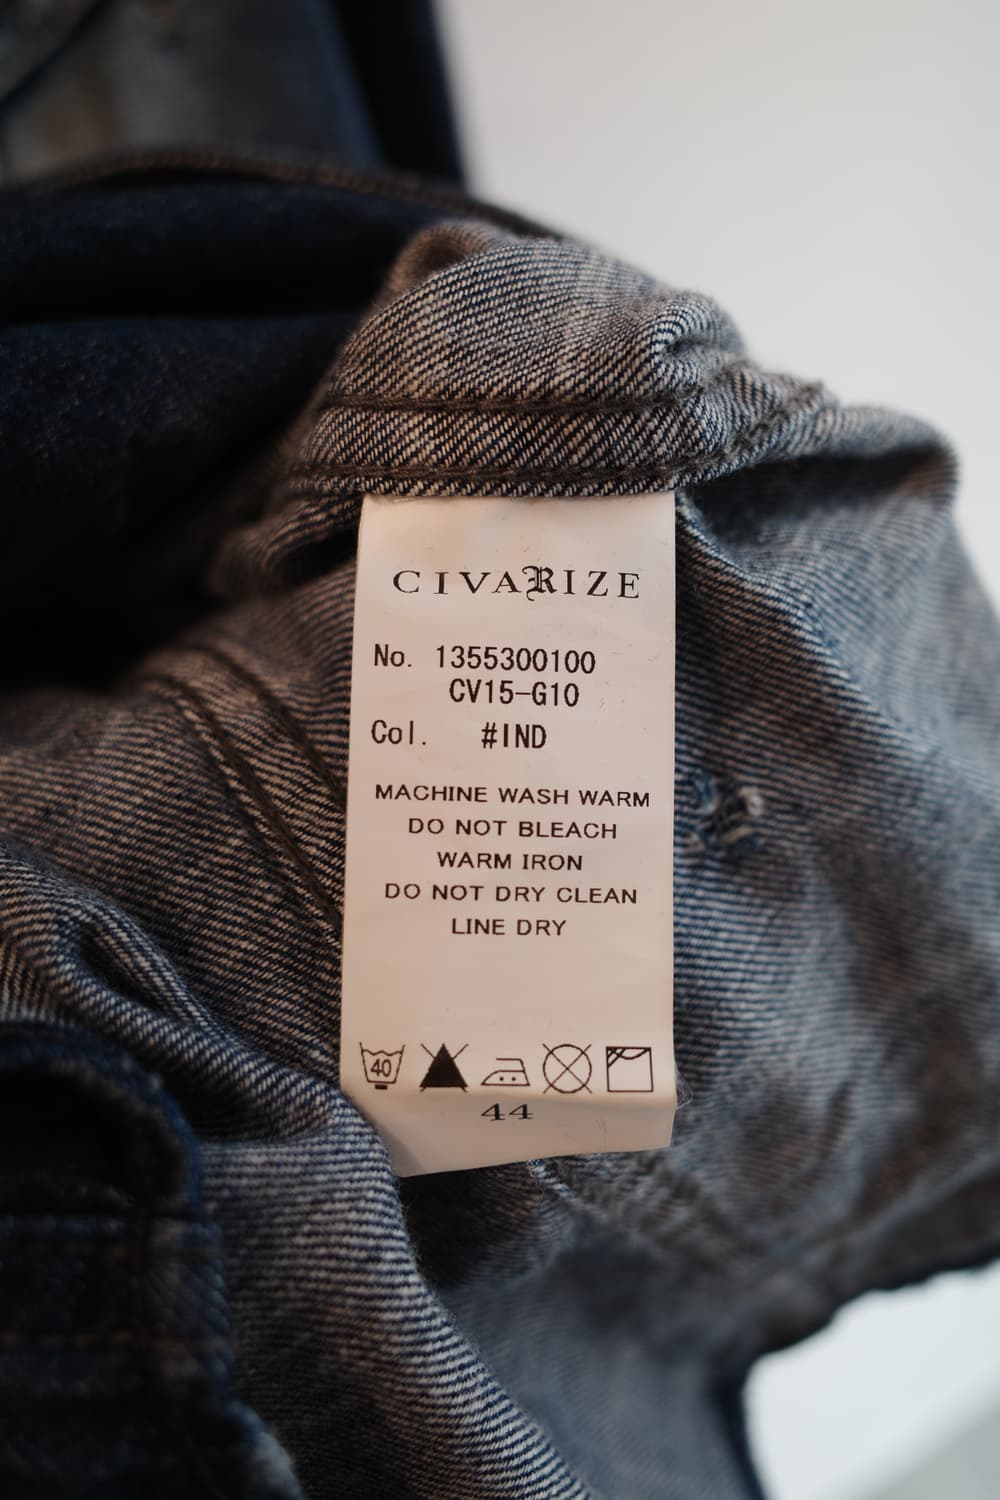 CIVARIZE
No. 1355300100
CV15-G10
Col. #IND
MACHINE WASH WARM
DO NOT BLEACH
WARM IRON
DO NOT DRY CLEAN
LINE DRY
40
44